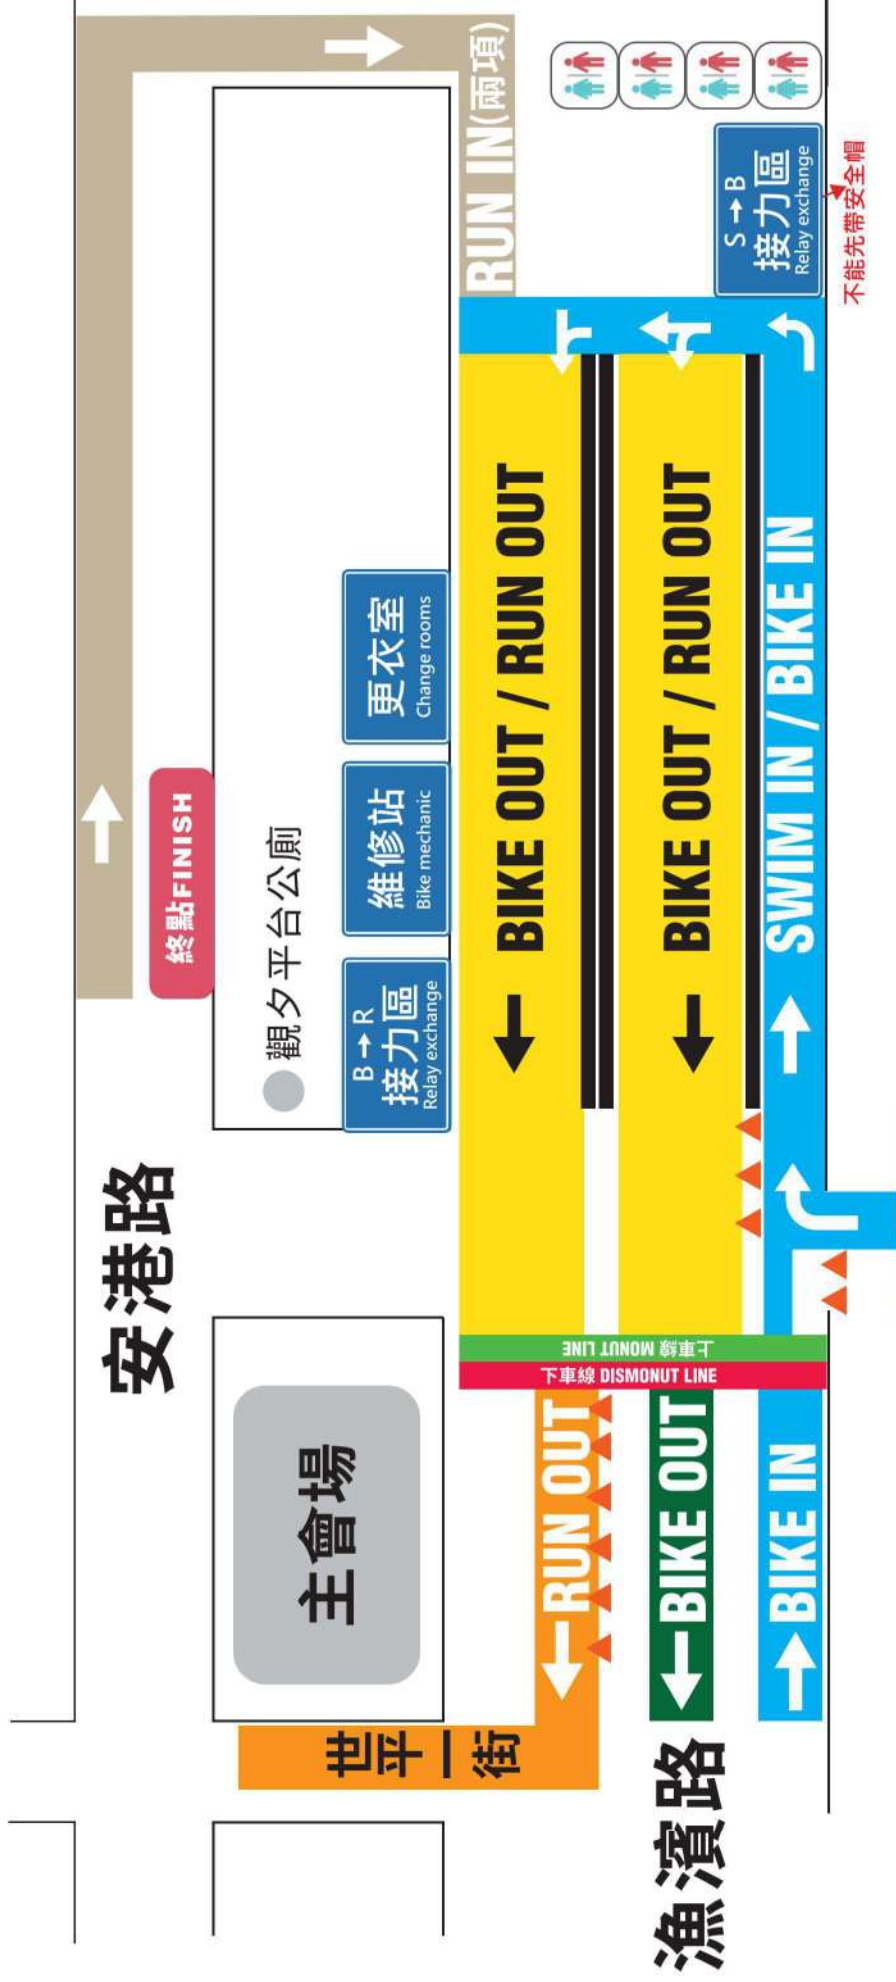 安港路
終點FINISH
RUN IN(兩項)
觀夕平台公廁
主會場
B→R
接力區
Relay exchange
維修站
Bike mechanic
更衣室
Change rooms
世平一街
RUN OUT
BIKE OUT
BIKE IN
上車線 MONUT LINE
下車線 DISMONUT LINE
BIKE OUT / RUN OUT
BIKE OUT / RUN OUT
SWIM IN / BIKE IN
S→B
接力區
Relay exchange
不能先帶安全帽
漁濱路